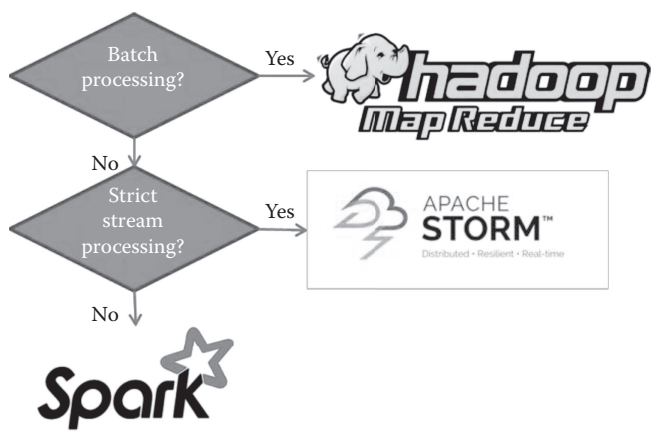 Batch
processing?
Yes
hadoop
Map Reduce
No
Strict
stream
processing?
Yes
APACHE
STORM™
Distributed • Resilient • Real-time
No
Spark